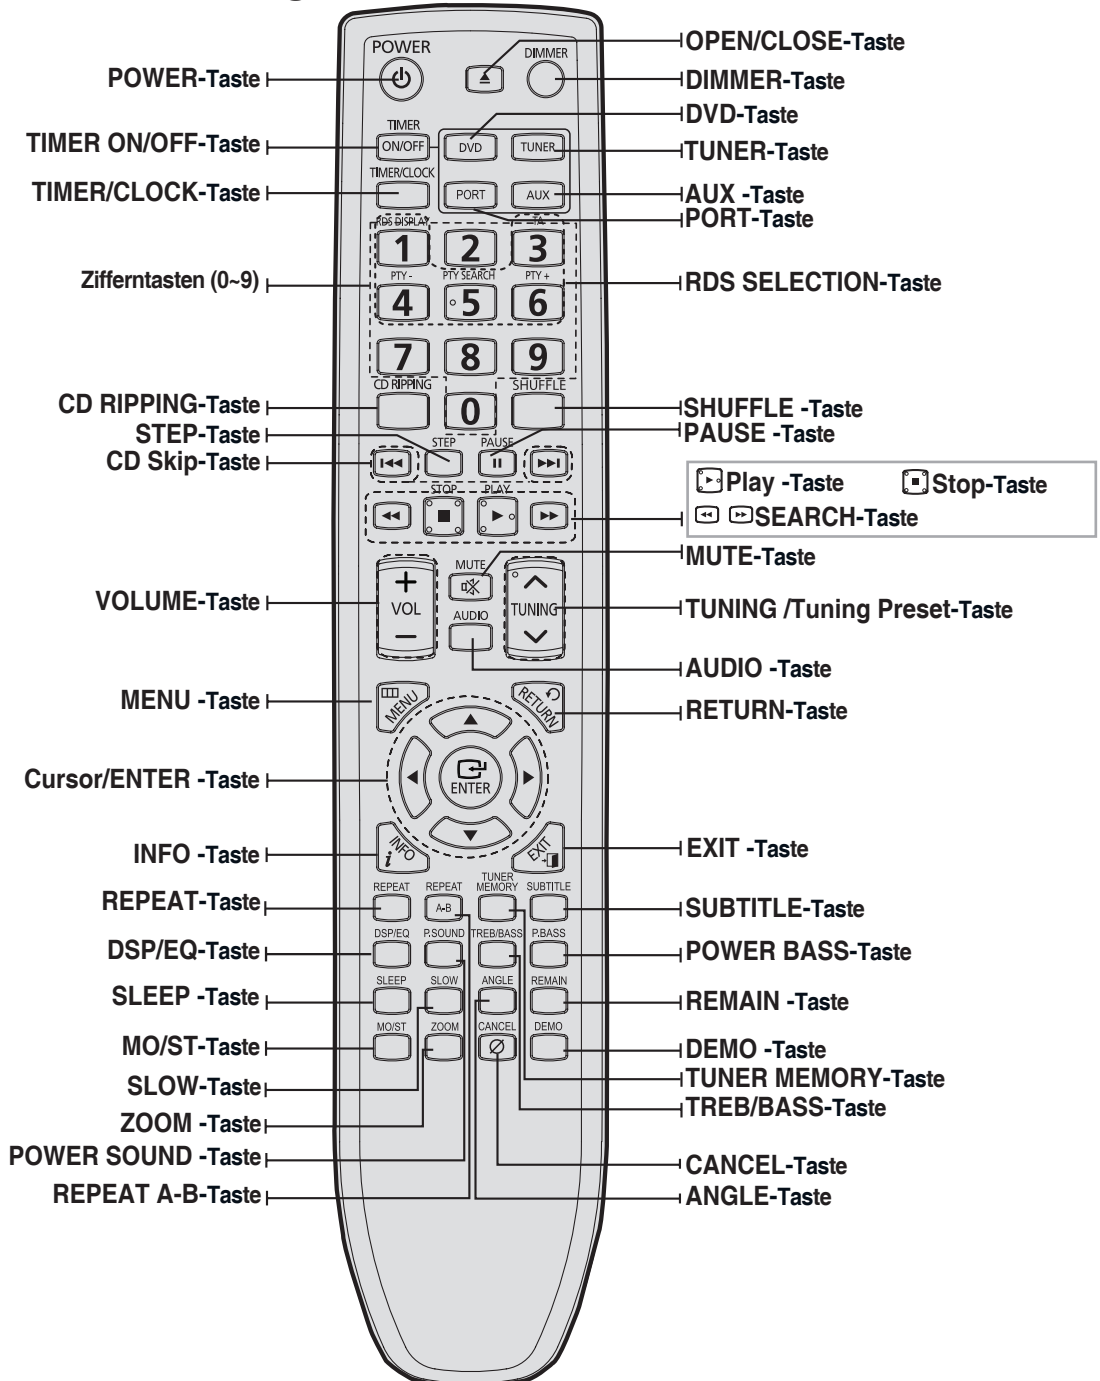 POWER-Taste
TIMER ON/OFF-Taste
TIMER/CLOCK-Taste
Zifferntasten (0~9)
CD RIPPING-Taste
STEP-Taste
CD Skip-Taste
VOLUME-Taste
MENU -Taste
Cursor/ENTER -Taste
INFO -Taste
REPEAT-Taste
DSP/EQ-Taste
SLEEP -Taste
MO/ST-Taste
SLOW-Taste
ZOOM -Taste
POWER SOUND -Taste
REPEAT A-B-Taste
POWER
DIMMER
TIMER
ON/OFF
DVD
TUNER
TIMER/CLOCK
PORT
AUX
RDS DISPLAY
TA
1 2 3
PTY - PTY SEARCH PTY +
4 5 6
7 8 9
CD RIPPING
SHUFFLE
0
STEP
PAUSE
STOP
PLAY
MUTE
+
VOL
−
TUNING
AUDIO
MENU
RETURN
ENTER
INFO
i
EXIT
REPEAT
REPEAT
A-B
TUNER
MEMORY
SUBTITLE
DSP/EQ
P.SOUND
TREB/BASS
P.BASS
SLEEP
SLOW
ANGLE
REMAIN
MO/ST
ZOOM
CANCEL
DEMO
OPEN/CLOSE-Taste
DIMMER-Taste
DVD-Taste
TUNER-Taste
AUX -Taste
PORT-Taste
RDS SELECTION-Taste
SHUFFLE -Taste
PAUSE -Taste
Play -Taste
Stop-Taste
SEARCH-Taste
MUTE-Taste
TUNING /Tuning Preset-Taste
AUDIO -Taste
RETURN-Taste
EXIT -Taste
SUBTITLE-Taste
POWER BASS-Taste
REMAIN -Taste
DEMO -Taste
TUNER MEMORY-Taste
TREB/BASS-Taste
CANCEL-Taste
ANGLE-Taste